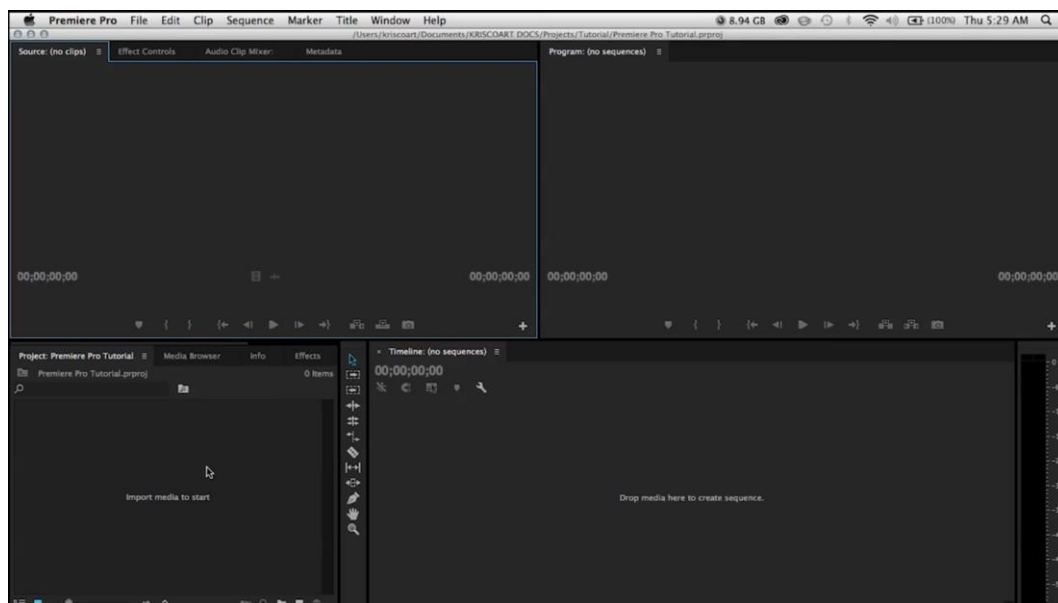 Premiere Pro File Edit Clip Sequence Marker Title Window Help 8.94 GB (100%) Thu 5:29 AM
/Users/kriscoart/Documents/KRISCOART DOCS/Projects/Tutorial/Premiere Pro Tutorial.prproj
Source: (no clips) Effect Controls Audio Clip Mixer: Metadata
Program: (no sequences)
00;00;00;00 00;00;00;00
00;00;00;00 00;00;00;00
Project: Premiere Pro Tutorial Media Browser Info Effects
Premiere Pro Tutorial.prproj 0 Items
Import media to start
× Timeline: (no sequences)
00;00;00;00
Drop media here to create sequence.
0